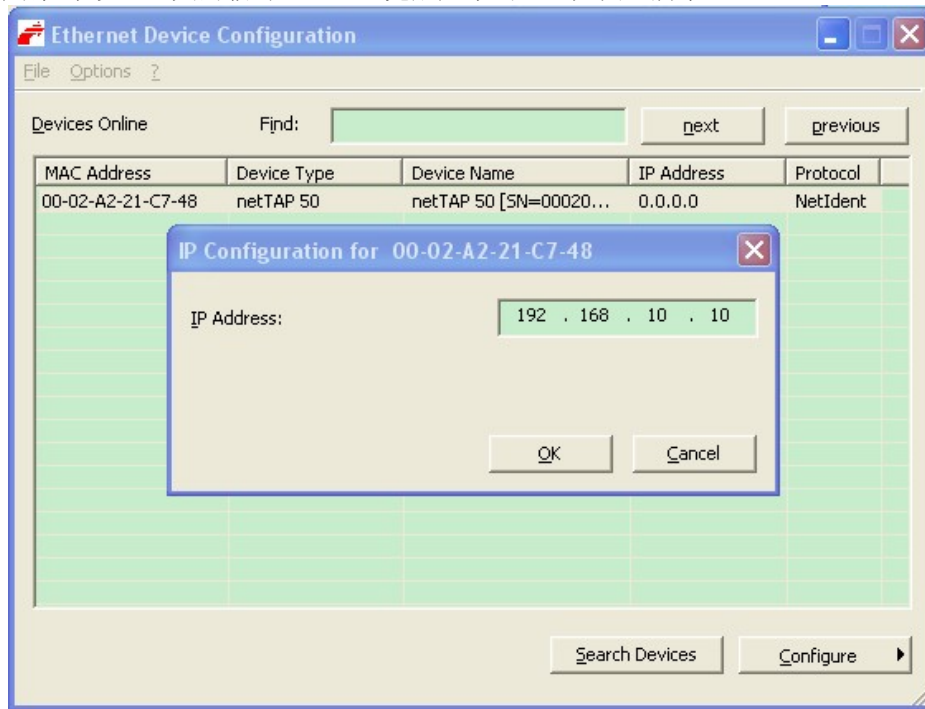 Ethernet Device Configuration
File Options ?
Devices Online Find: next previous
MAC Address Device Type Device Name IP Address Protocol
00-02-A2-21-C7-48 netTAP 50 netTAP 50 [SN=00020... 0.0.0.0 NetIdent
IP Configuration for 00-02-A2-21-C7-48
IP Address: 192 . 168 . 10 . 10
OK Cancel
Search Devices Configure